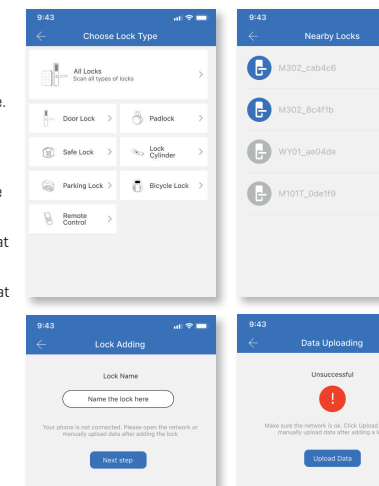 9:43
Choose Lock Type
All Locks
Scan all types of locks
Door Lock
Padlock
Safe Lock
Lock
Cylinder
Parking Lock
Bicycle Lock
Remote
Control
9:43
Nearby Locks
M302_cab4c6
M302_8c4f1b
WY01_ae04de
M101T_0de1f9
e.
e
at
at
9:43
Lock Adding
Lock Name
Name the lock here
Your phone is not connected. Please open the network or
manually upload data after adding the lock
Next step
9:43
Data Uploading
Unsuccessful
!
Make sure the network is ok. Click Upload
manually upload data after adding a
Upload Data